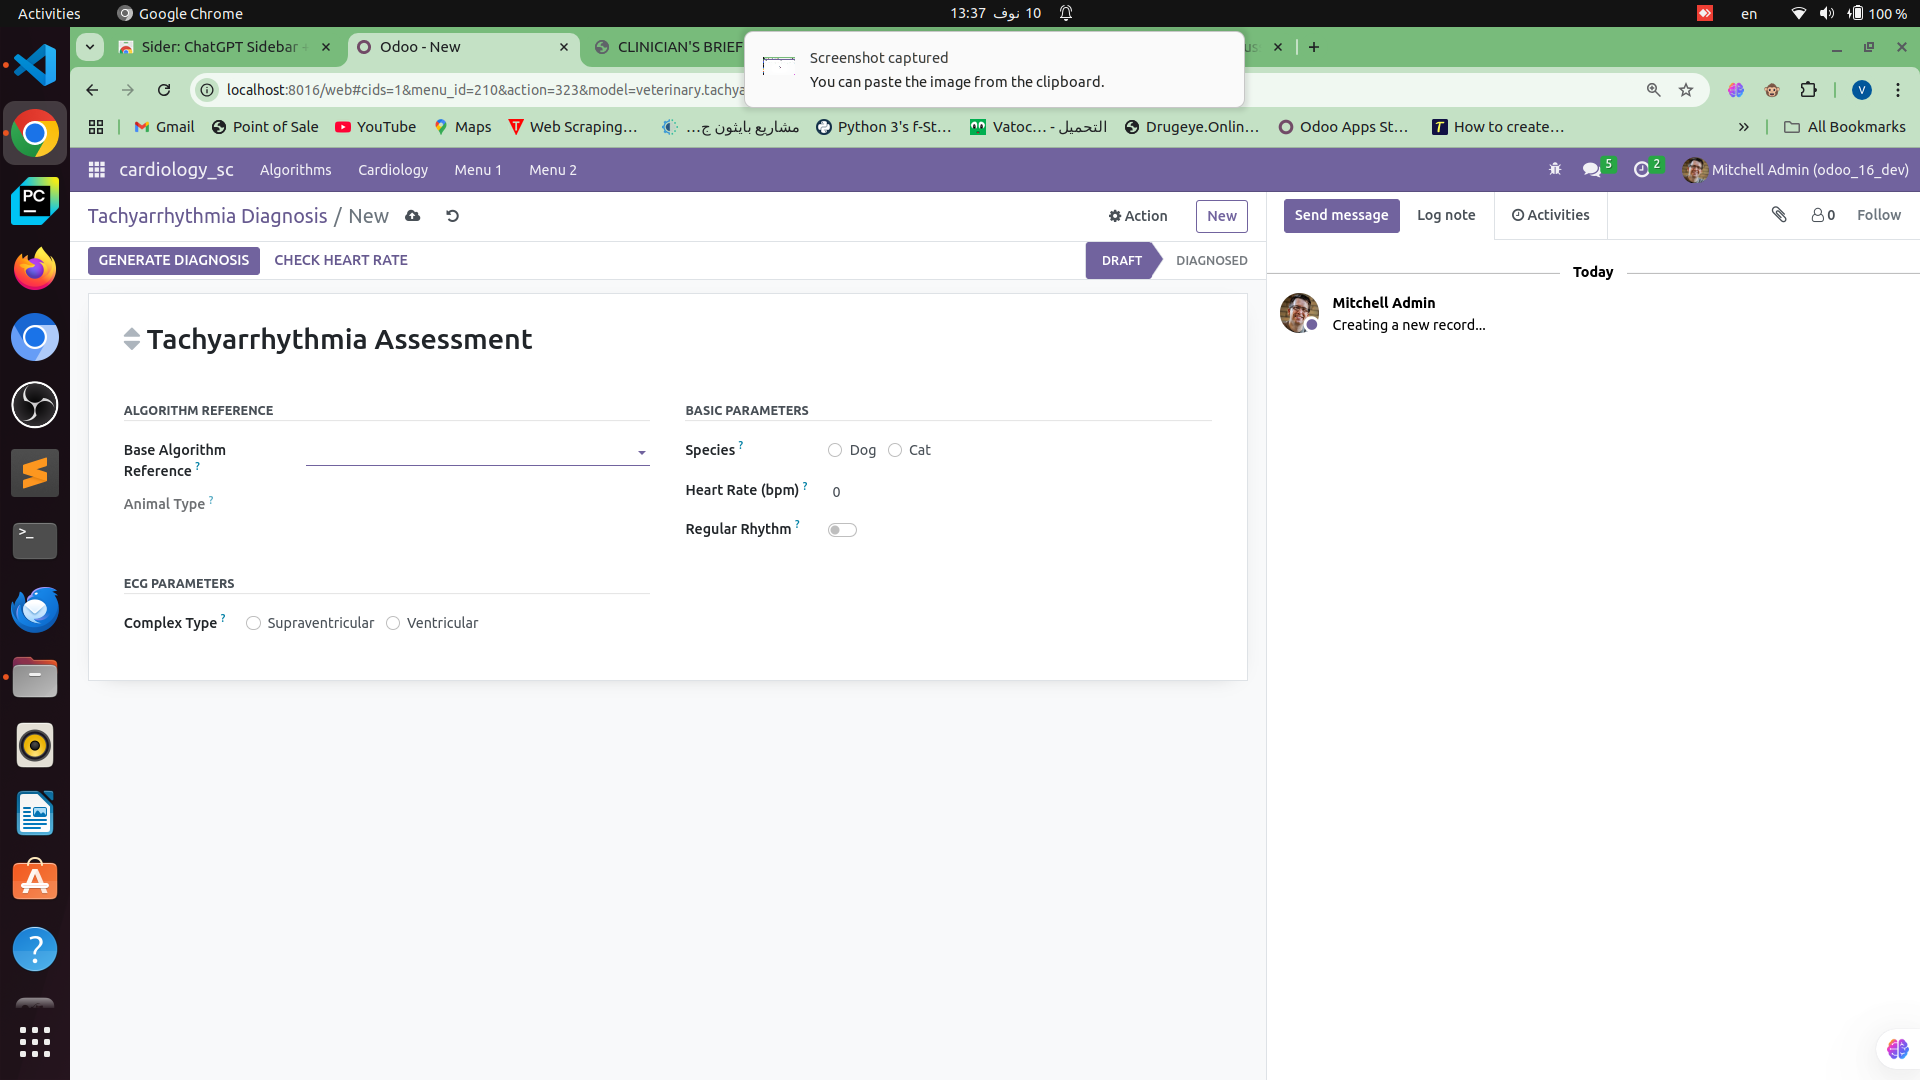 Activities
Google Chrome
13:37 10 نوف
en
100 %
Sider: ChatGPT Sidebar
Odoo - New
CLINICIAN'S BRIEF
Screenshot captured
You can paste the image from the clipboard.
localhost:8016/web#cids=1&menu_id=210&action=323&model=veterinary.tachya
V
Gmail
Point of Sale
YouTube
Maps
Web Scraping…
مشاريع بايثون ج…
Python 3's f-St…
Vatoc… - التحميل
Drugeye.Onlin…
Odoo Apps St…
How to create…
»
All Bookmarks
cardiology_sc
Algorithms
Cardiology
Menu 1
Menu 2
5
2
Mitchell Admin (odoo_16_dev)
Tachyarrhythmia Diagnosis / New
Action
New
Send message
Log note
Activities
0
Follow
GENERATE DIAGNOSIS
CHECK HEART RATE
DRAFT
DIAGNOSED
Today
Mitchell Admin
Creating a new record...
Tachyarrhythmia Assessment
ALGORITHM REFERENCE
Base Algorithm
Reference ?
Animal Type ?
BASIC PARAMETERS
Species ?
Dog
Cat
Heart Rate (bpm) ?
0
Regular Rhythm ?
ECG PARAMETERS
Complex Type ?
Supraventricular
Ventricular